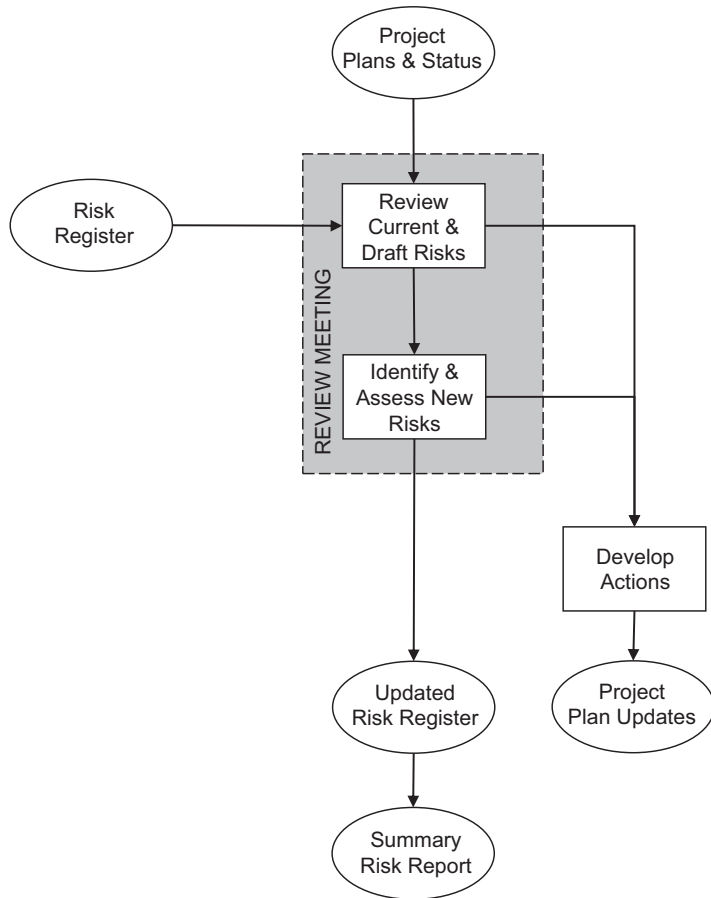 Project
Plans & Status
Risk
Register
REVIEW MEETING
Review
Current &
Draft Risks
Identify &
Assess New
Risks
Develop
Actions
Updated
Risk Register
Project
Plan Updates
Summary
Risk Report